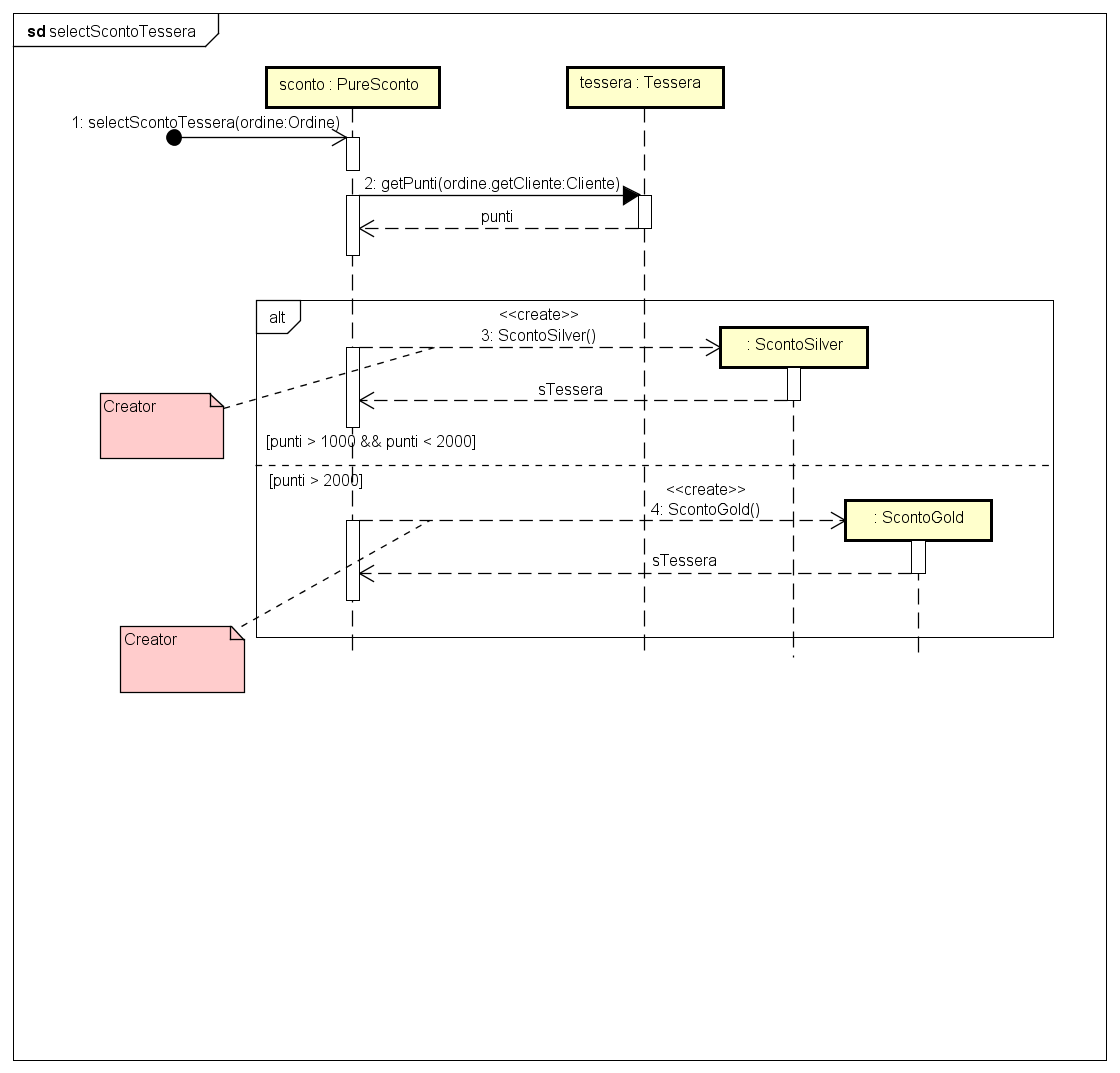 sd selectScontoTessera
sconto : PureSconto
tessera : Tessera
1: selectScontoTessera(ordine:Ordine)
2: getPunti(ordine.getCliente:Cliente)
punti
alt
<<create>>
3: ScontoSilver()
: ScontoSilver
sTessera
Creator
[punti > 1000 && punti < 2000]
[punti > 2000]
<<create>>
4: ScontoGold()
: ScontoGold
sTessera
Creator